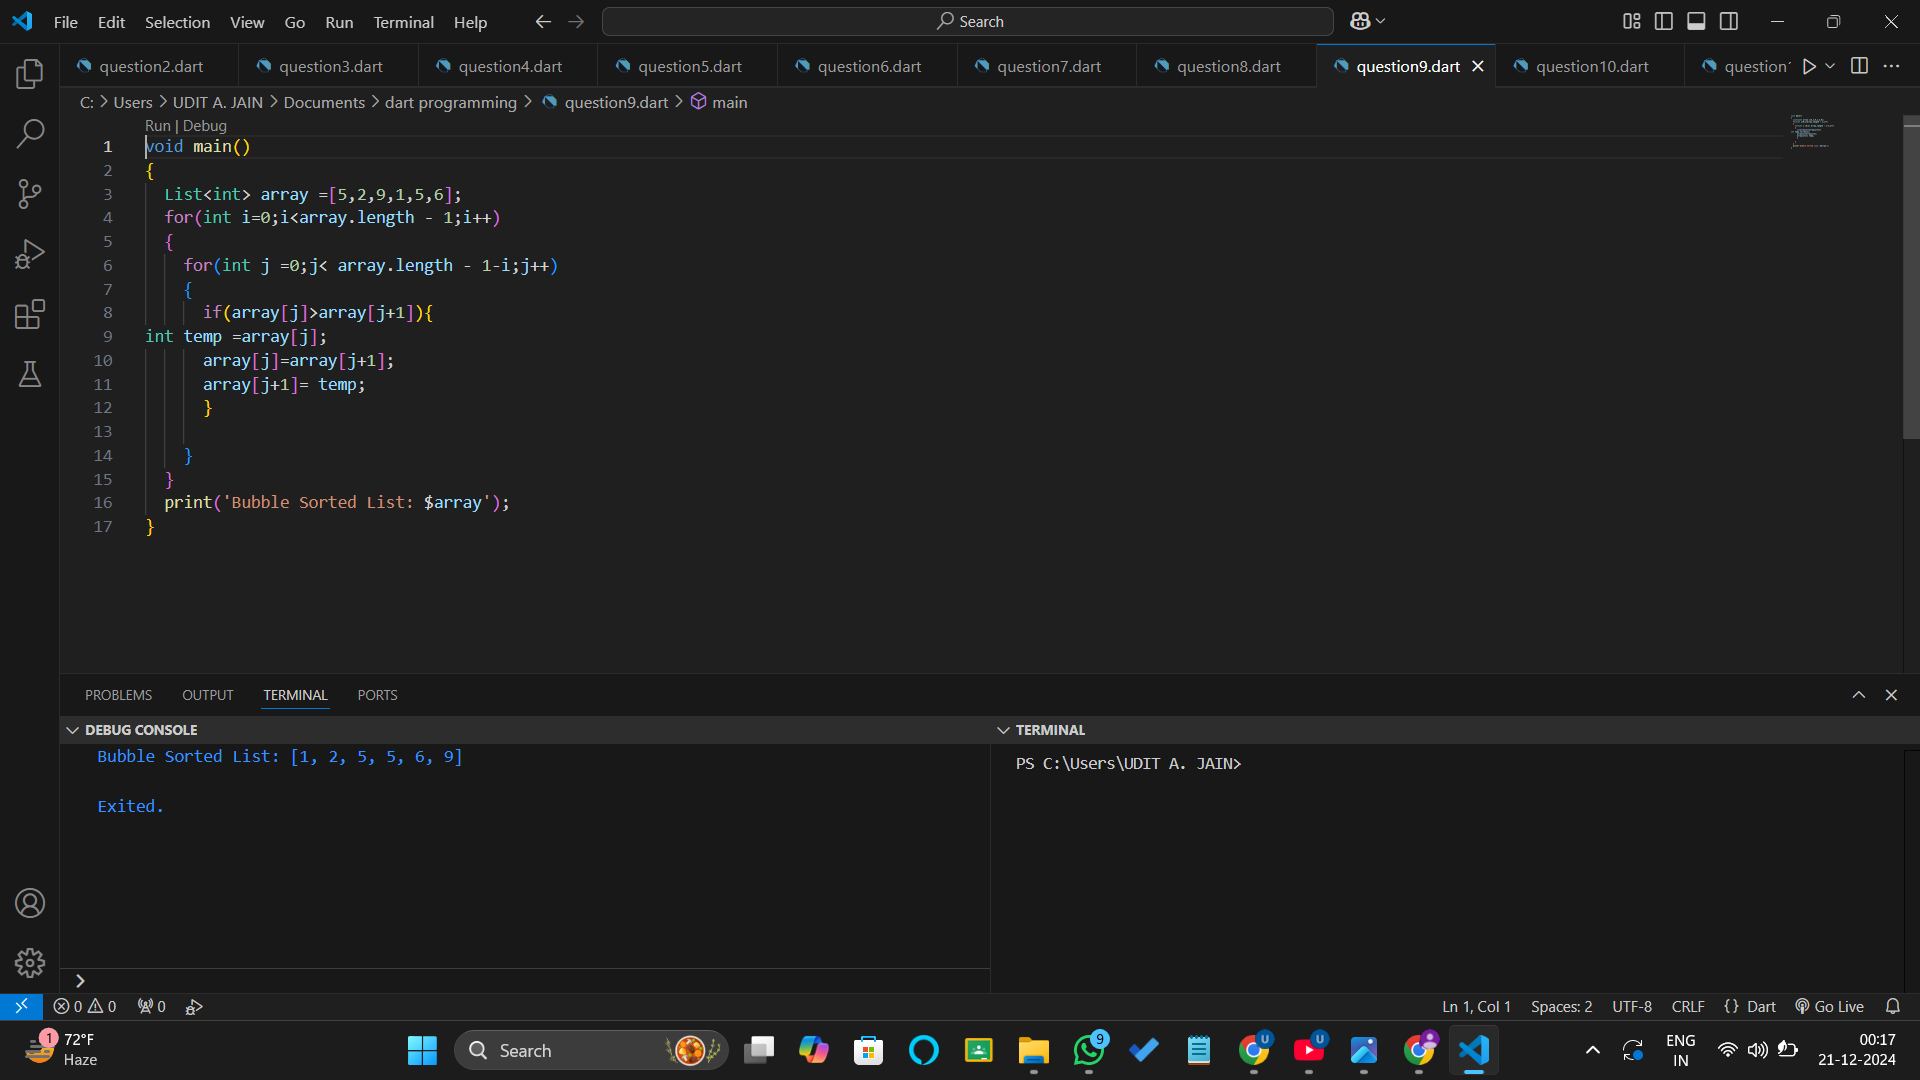 File Edit Selection View Go Run Terminal Help
Search
question2.dart question3.dart question4.dart question5.dart question6.dart question7.dart question8.dart question9.dart question10.dart question1
C: > Users > UDIT A. JAIN > Documents > dart programming > question9.dart > main
Run | Debug
1 void main()
2 {
3 List<int> array =[5,2,9,1,5,6];
4 for(int i=0;i<array.length - 1;i++)
5 {
6 for(int j =0;j< array.length - 1-i;j++)
7 {
8 if(array[j]>array[j+1]){
9 int temp =array[j];
10 array[j]=array[j+1];
11 array[j+1]= temp;
12 }
13
14 }
15 }
16 print('Bubble Sorted List: $array');
17 }
PROBLEMS OUTPUT TERMINAL PORTS
DEBUG CONSOLE
Bubble Sorted List: [1, 2, 5, 5, 6, 9]
Exited.
TERMINAL
PS C:\Users\UDIT A. JAIN>
0 0 0
Ln 1, Col 1 Spaces: 2 UTF-8 CRLF {} Dart Go Live
1
72°F
Haze
Search
9
U
U
ENG
IN
00:17
21-12-2024